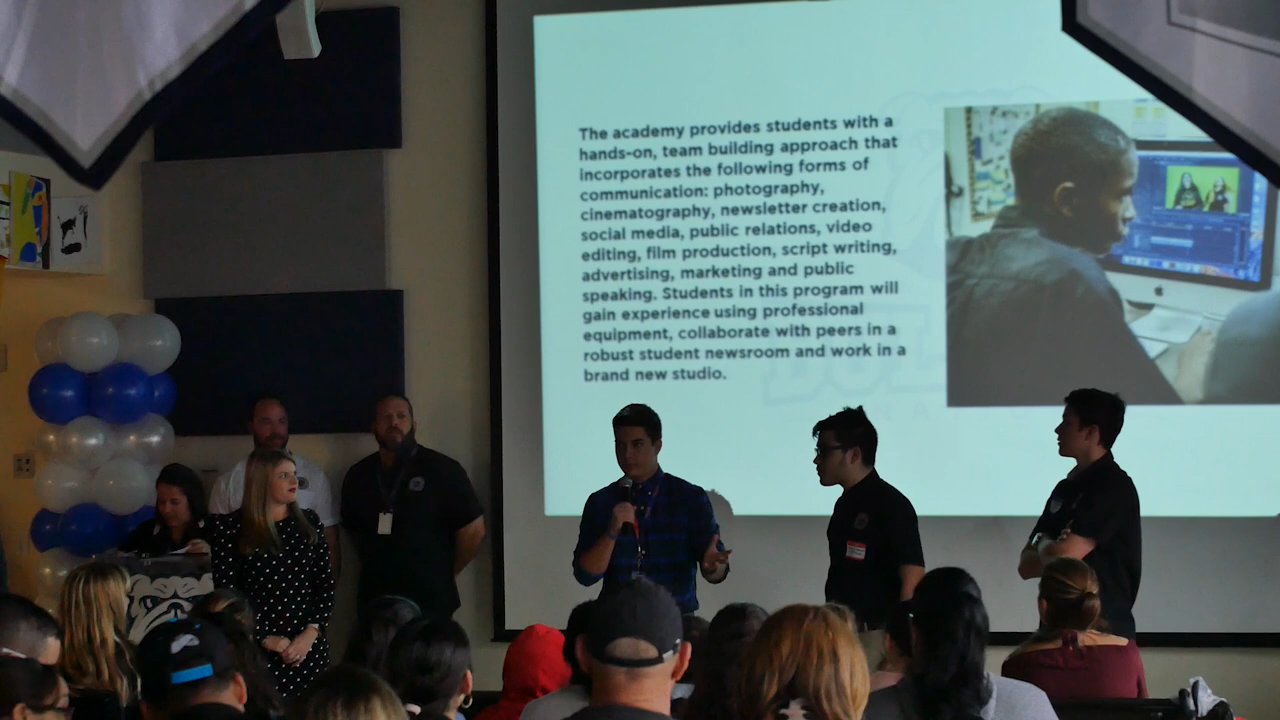 The academy provides students with a
hands-on, team building approach that
incorporates the following forms of
communication: photography,
cinematography, newsletter creation,
social media, public relations, video
editing, film production, script writing,
advertising, marketing and public
speaking. Students in this program will
gain experience using professional
equipment, collaborate with peers in a
robust student newsroom and work in a
brand new studio.